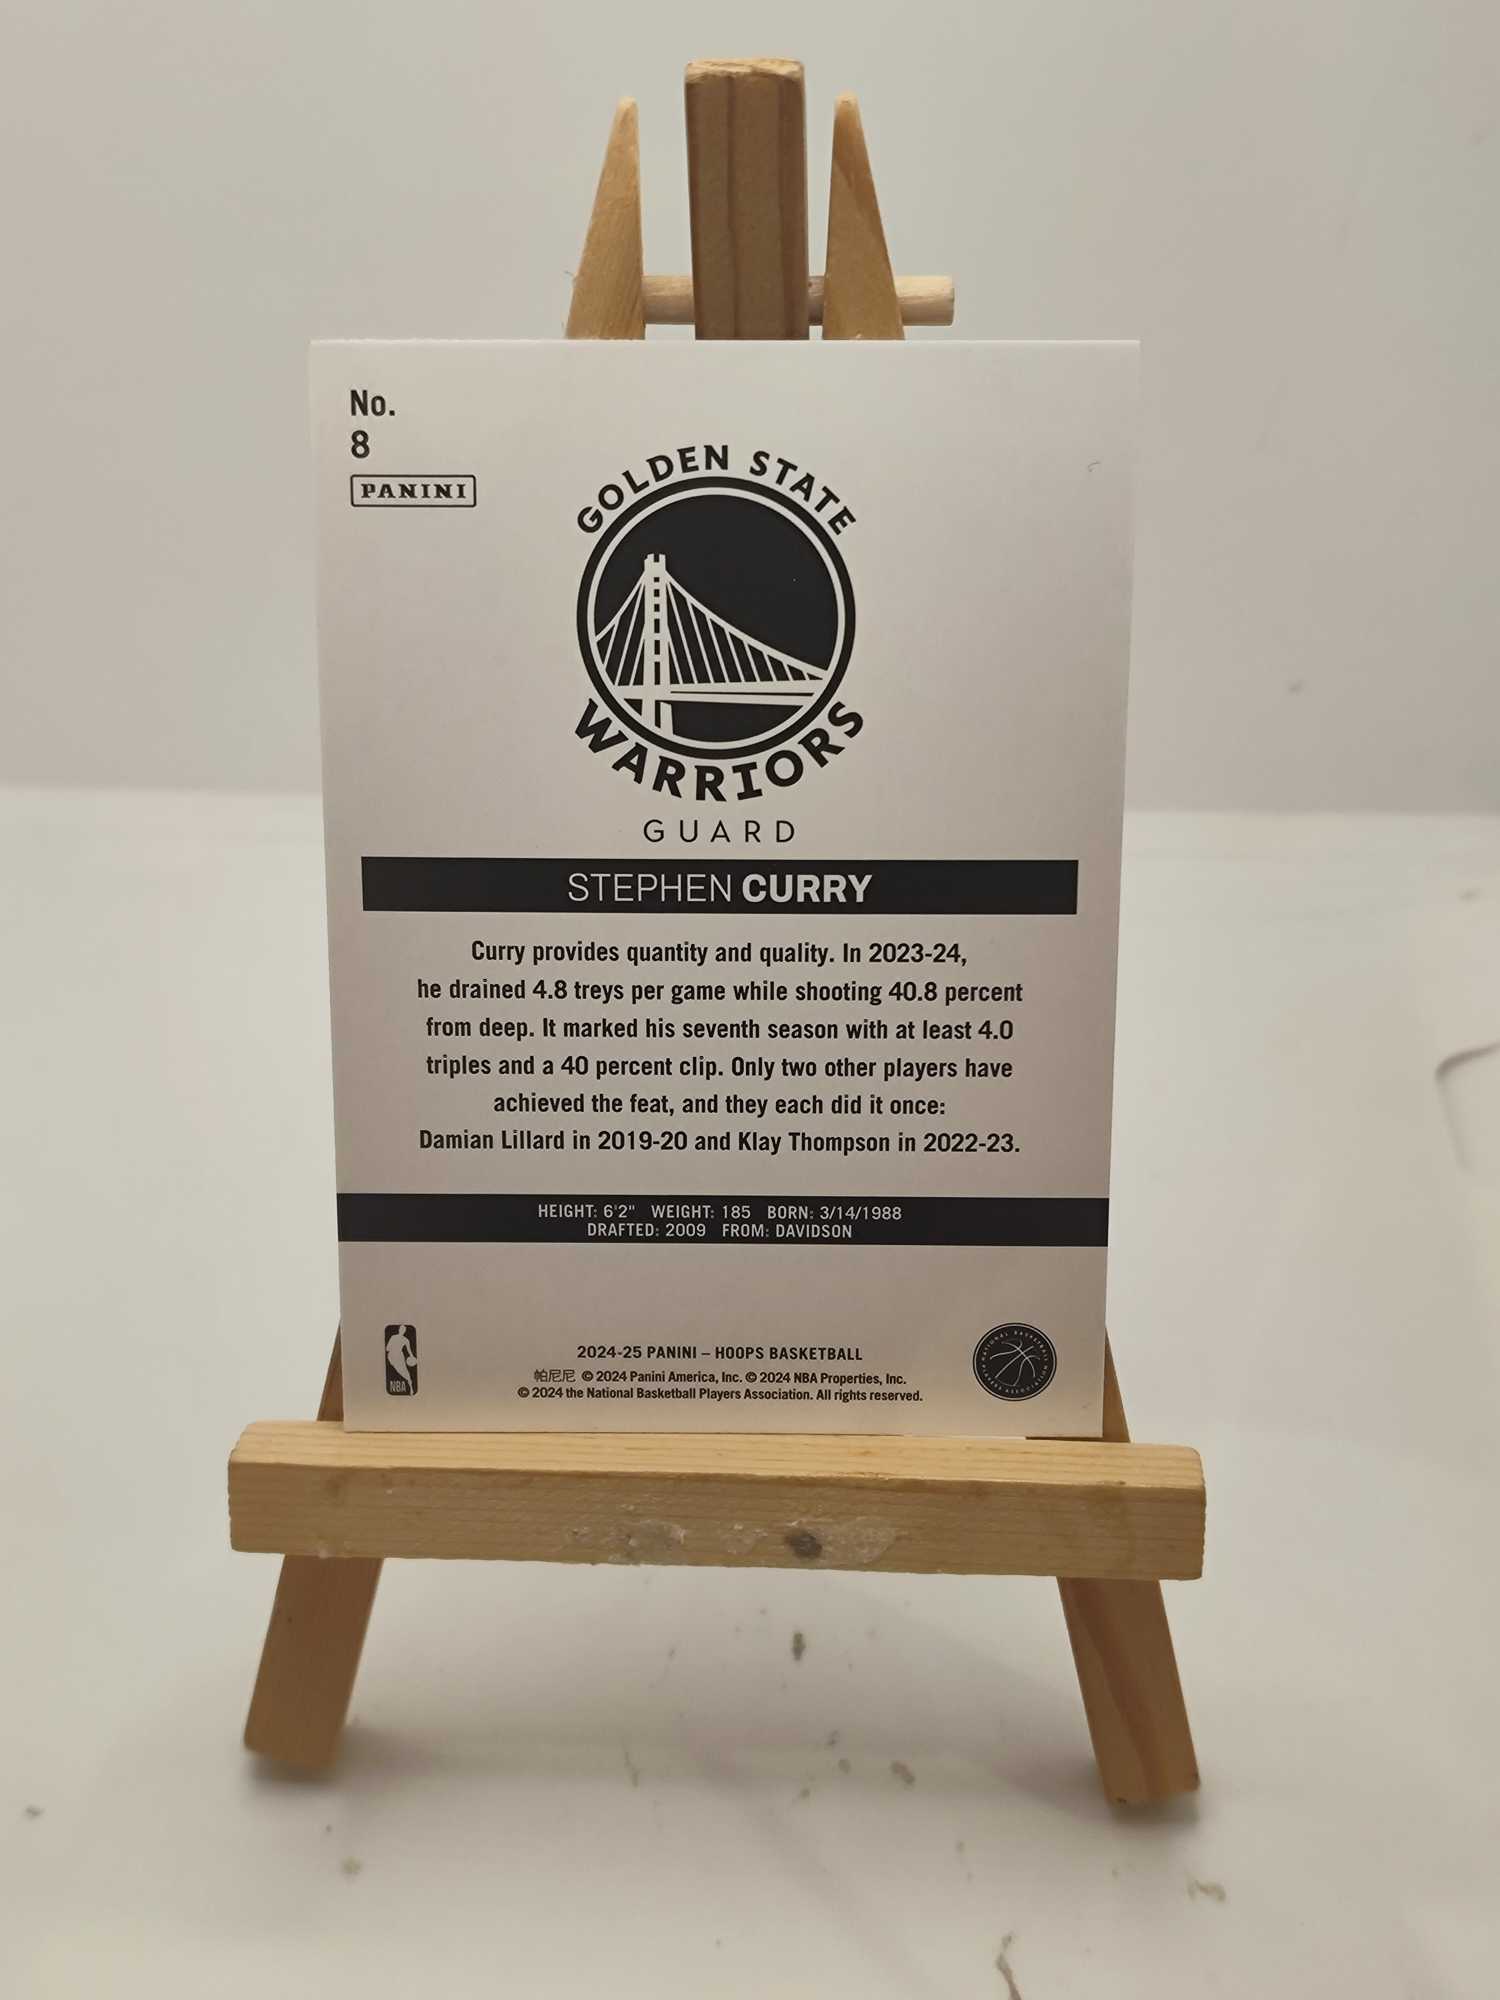 No.
8
PANINI
GOLDEN STATE
WARRIORS
GUARD
STEPHEN CURRY
Curry provides quantity and quality. In 2023-24,
he drained 4.8 treys per game while shooting 40.8 percent
from deep. It marked his seventh season with at least 4.0
triples and a 40 percent clip. Only two other players have
achieved the feat, and they each did it once:
Damian Lillard in 2019-20 and Klay Thompson in 2022-23.
HEIGHT: 6'2" WEIGHT: 185 BORN: 3/14/1988
DRAFTED: 2009 FROM: DAVIDSON
NBA
2024-25 PANINI – HOOPS BASKETBALL
帕尼尼 © 2024 Panini America, Inc. © 2024 NBA Properties, Inc.
© 2024 the National Basketball Players Association. All rights reserved.
NATIONAL BASKETBALL
PLAYERS ASSOCIATION